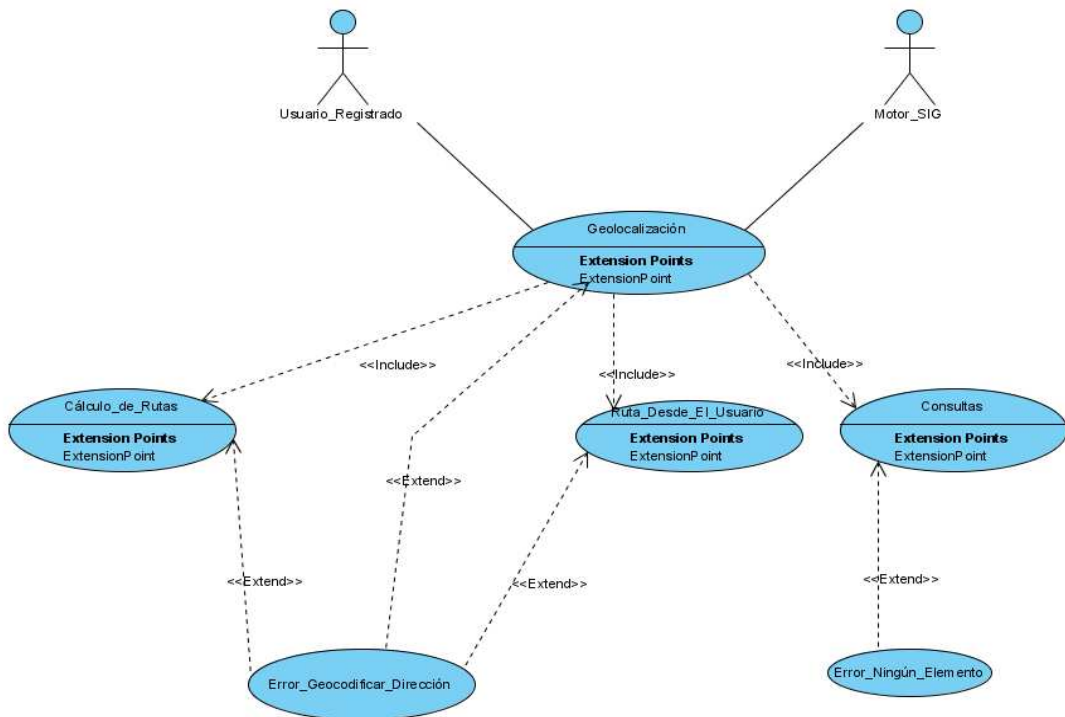 Usuario_Registrado
Motor_SIG
Geolocalización
Extension Points
ExtensionPoint
<<Include>>
<<Include>>
<<Include>>
Cálculo_de_Rutas
Extension Points
ExtensionPoint
Ruta_Desde_El_Usuario
Extension Points
ExtensionPoint
Consultas
Extension Points
ExtensionPoint
<<Extend>>
<<Extend>>
<<Extend>>
<<Extend>>
Error_Geocodificar_Dirección
Error_Ningún_Elemento